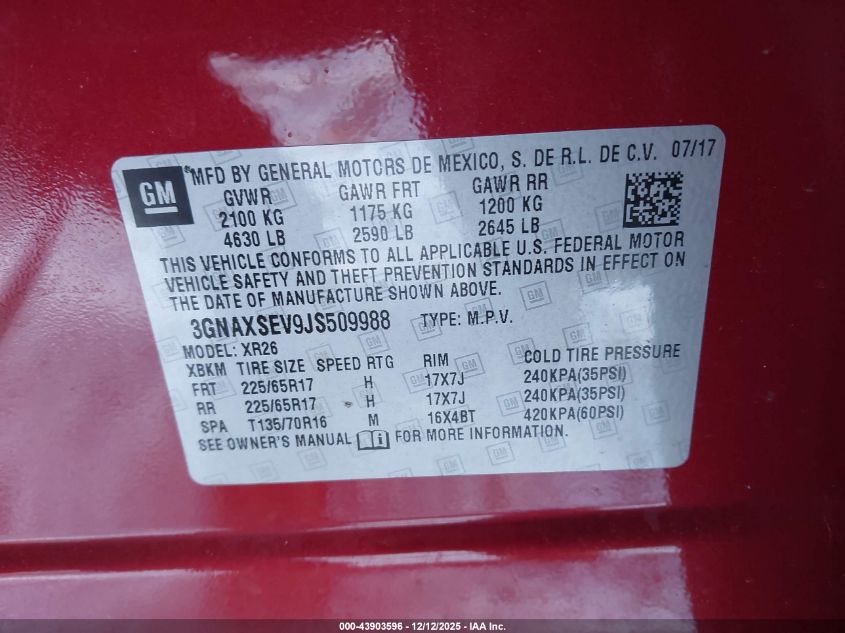 GM
®MFD BY GENERAL MOTORS DE MEXICO, S. DE R.L. DE C.V. 07/17
GVWR GAWR FRT GAWR RR
2100 KG 1175 KG 1200 KG
4630 LB 2590 LB 2645 LB
THIS VEHICLE CONFORMS TO ALL APPLICABLE U.S. FEDERAL MOTOR
VEHICLE SAFETY AND THEFT PREVENTION STANDARDS IN EFFECT ON
THE DATE OF MANUFACTURE SHOWN ABOVE.
3GNAXSEV9JS509988 TYPE: M.P.V.
MODEL: XR26
XBKM TIRE SIZE SPEED RTG RIM COLD TIRE PRESSURE
FRT 225/65R17 H 17X7J 240KPA(35PSI)
RR 225/65R17 H 17X7J 240KPA(35PSI)
SPA T135/70R16 M 16X4BT 420KPA(60PSI)
SEE OWNER'S MANUAL i FOR MORE INFORMATION.
000-43903596 • 12/12/2025 • IAA Inc.